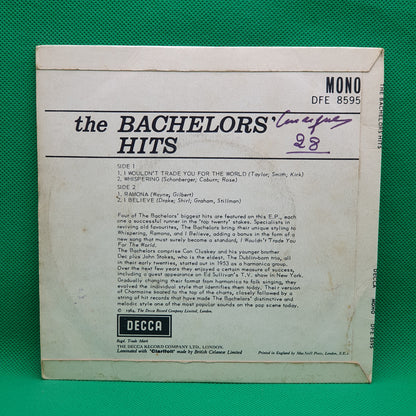 MONO
DFE 8595
the BACHELORS'
HITS
28
SIDE 1
1. I WOULDN'T TRADE YOU FOR THE WORLD (Taylor; Smith; Kirk)
2. WHISPERING (Schonberger; Coburn; Rose)
SIDE 2
1. RAMONA (Wayne; Gilbert)
2. I BELIEVE (Drake; Shirl; Graham, Stillman)
Four of The Bachelors' biggest hits are featured on this E.P., each
one a successful runner in the 'top twenty' stakes. Specialists in
reviving old favourites, The Bachelors bring their unique styling to
Whispering, Ramona, and I Believe, adding a bonus in the form of a
new song that must surely become a standard, I Wouldn't Trade You
For The World.
The Bachelors comprise Con Cluskey and his younger brother
Dec plus John Stokes, who is the eldest. The Dublin-born trio, all
in their early twenties, started out in 1953 as a harmonica group.
Over the next few years they enjoyed a certain measure of success,
including a guest appearance on Ed Sullivan's T.V. show in New York.
Gradually changing their format from harmonics to folk singing, they
evolved the individual style that identifies them today. Their version
of Charmaine soared to the top of the charts, closely followed by a
string of hit records that have made The Bachelors' distinctive and
melodic style one of the most popular sounds on the pop scene today.
℗ 1964, The Decca Record Company Limited, London.
DECCA
Regd. Trade Mark
THE DECCA RECORD COMPANY LTD., LONDON.
Laminated with "Clarifoil" made by British Celanese Limited
Printed in England by MacNeill Press, London, S.E.1
THE BACHELORS' HITS
DECCA
MONO
DFE 8595